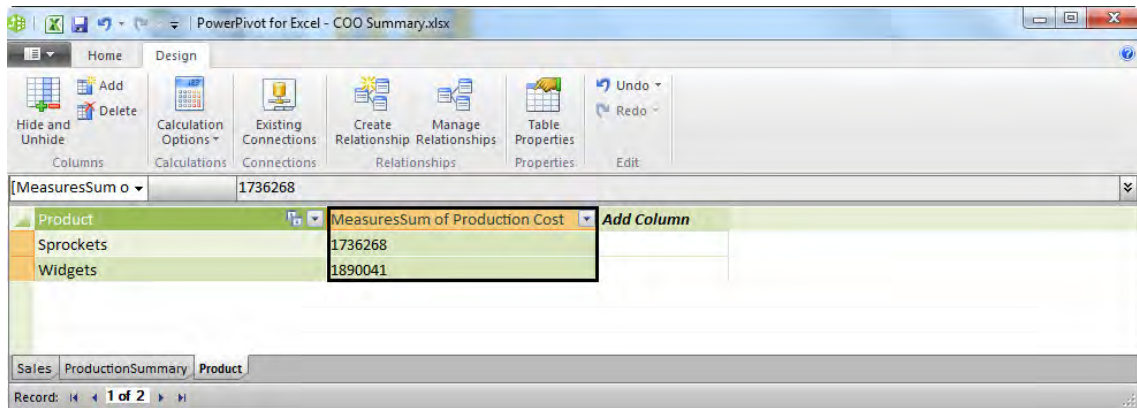 PowerPivot for Excel - COO Summary.xlsx
Home Design
Add
Delete
Hide and Unhide
Calculation Options
Existing Connections
Create Relationship
Manage Relationships
Table Properties
Undo
Redo
Columns Calculations Connections Relationships Properties Edit
[MeasuresSum o 1736268
Product MeasuresSum of Production Cost Add Column
Sprockets 1736268
Widgets 1890041
Sales ProductionSummary Product
Record: 1 of 2